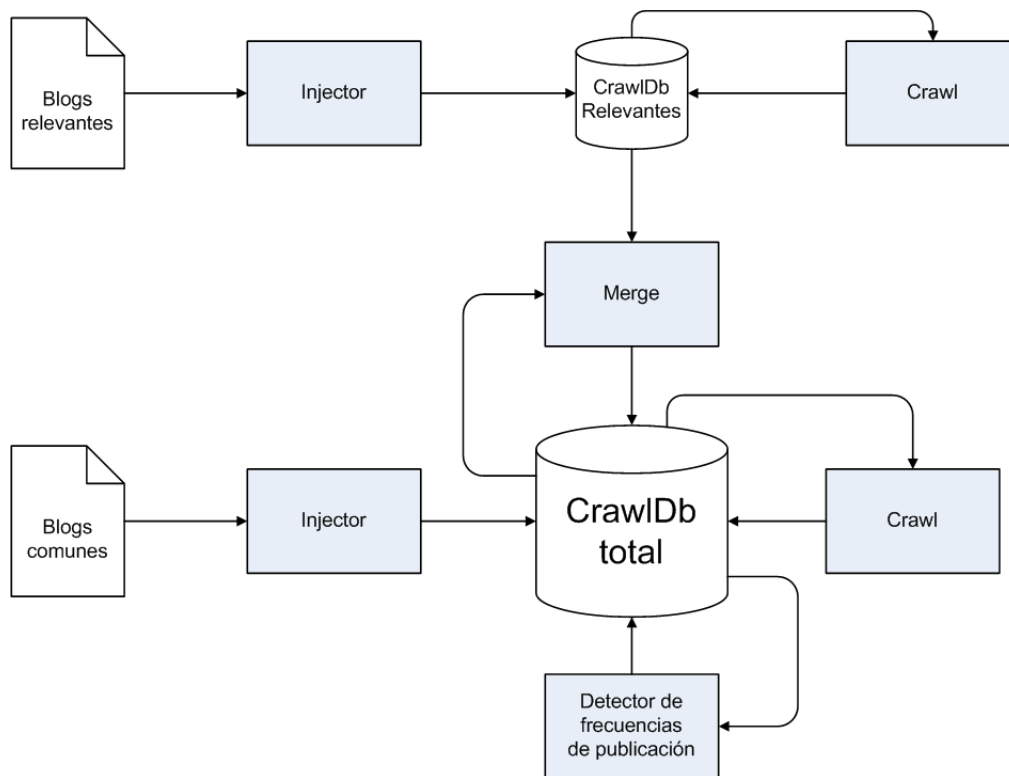 Blogs
relevantes
Injector
CrawlDb
Relevantes
Crawl
Merge
Blogs
comunes
Injector
CrawlDb
total
Crawl
Detector de
frecuencias
de publicación